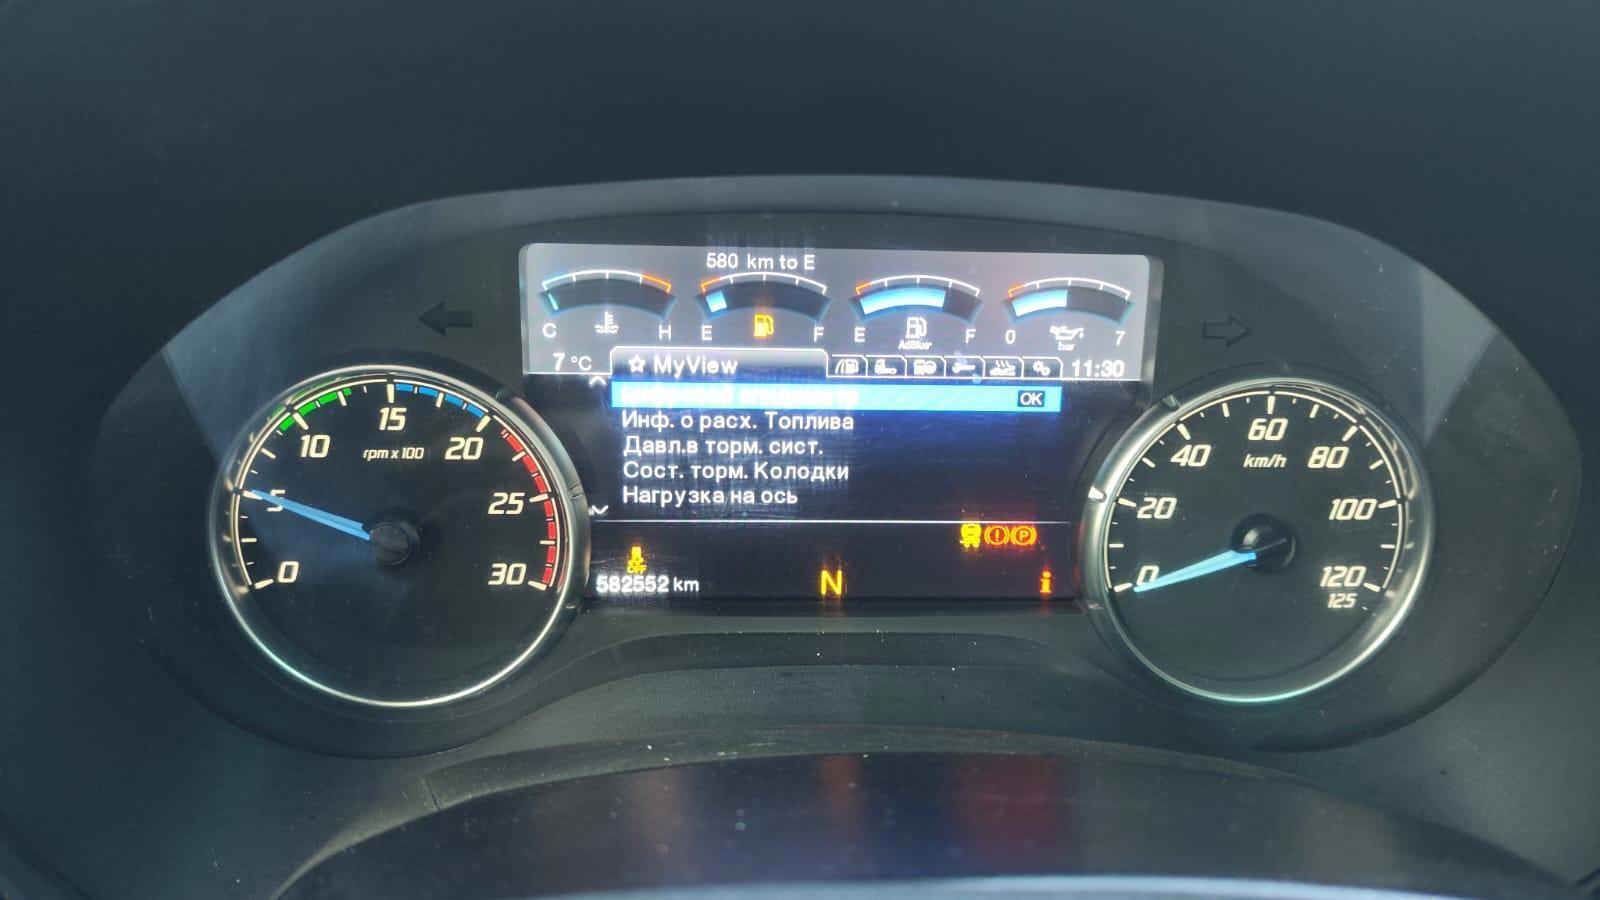 580 km to E
C H E F E F 0 7
AdBlue
bar
7 °C MyView 11:30
Цифровой спидометр OK
Инф. о расх. Топлива
Давл.в торм. сист.
Сост. торм. Колодки
Нагрузка на ось
OFF P
582552 km N i
0 5 10 15 20 25 30
rpm x 100
0 20 40 60 80 100 120
125
km/h